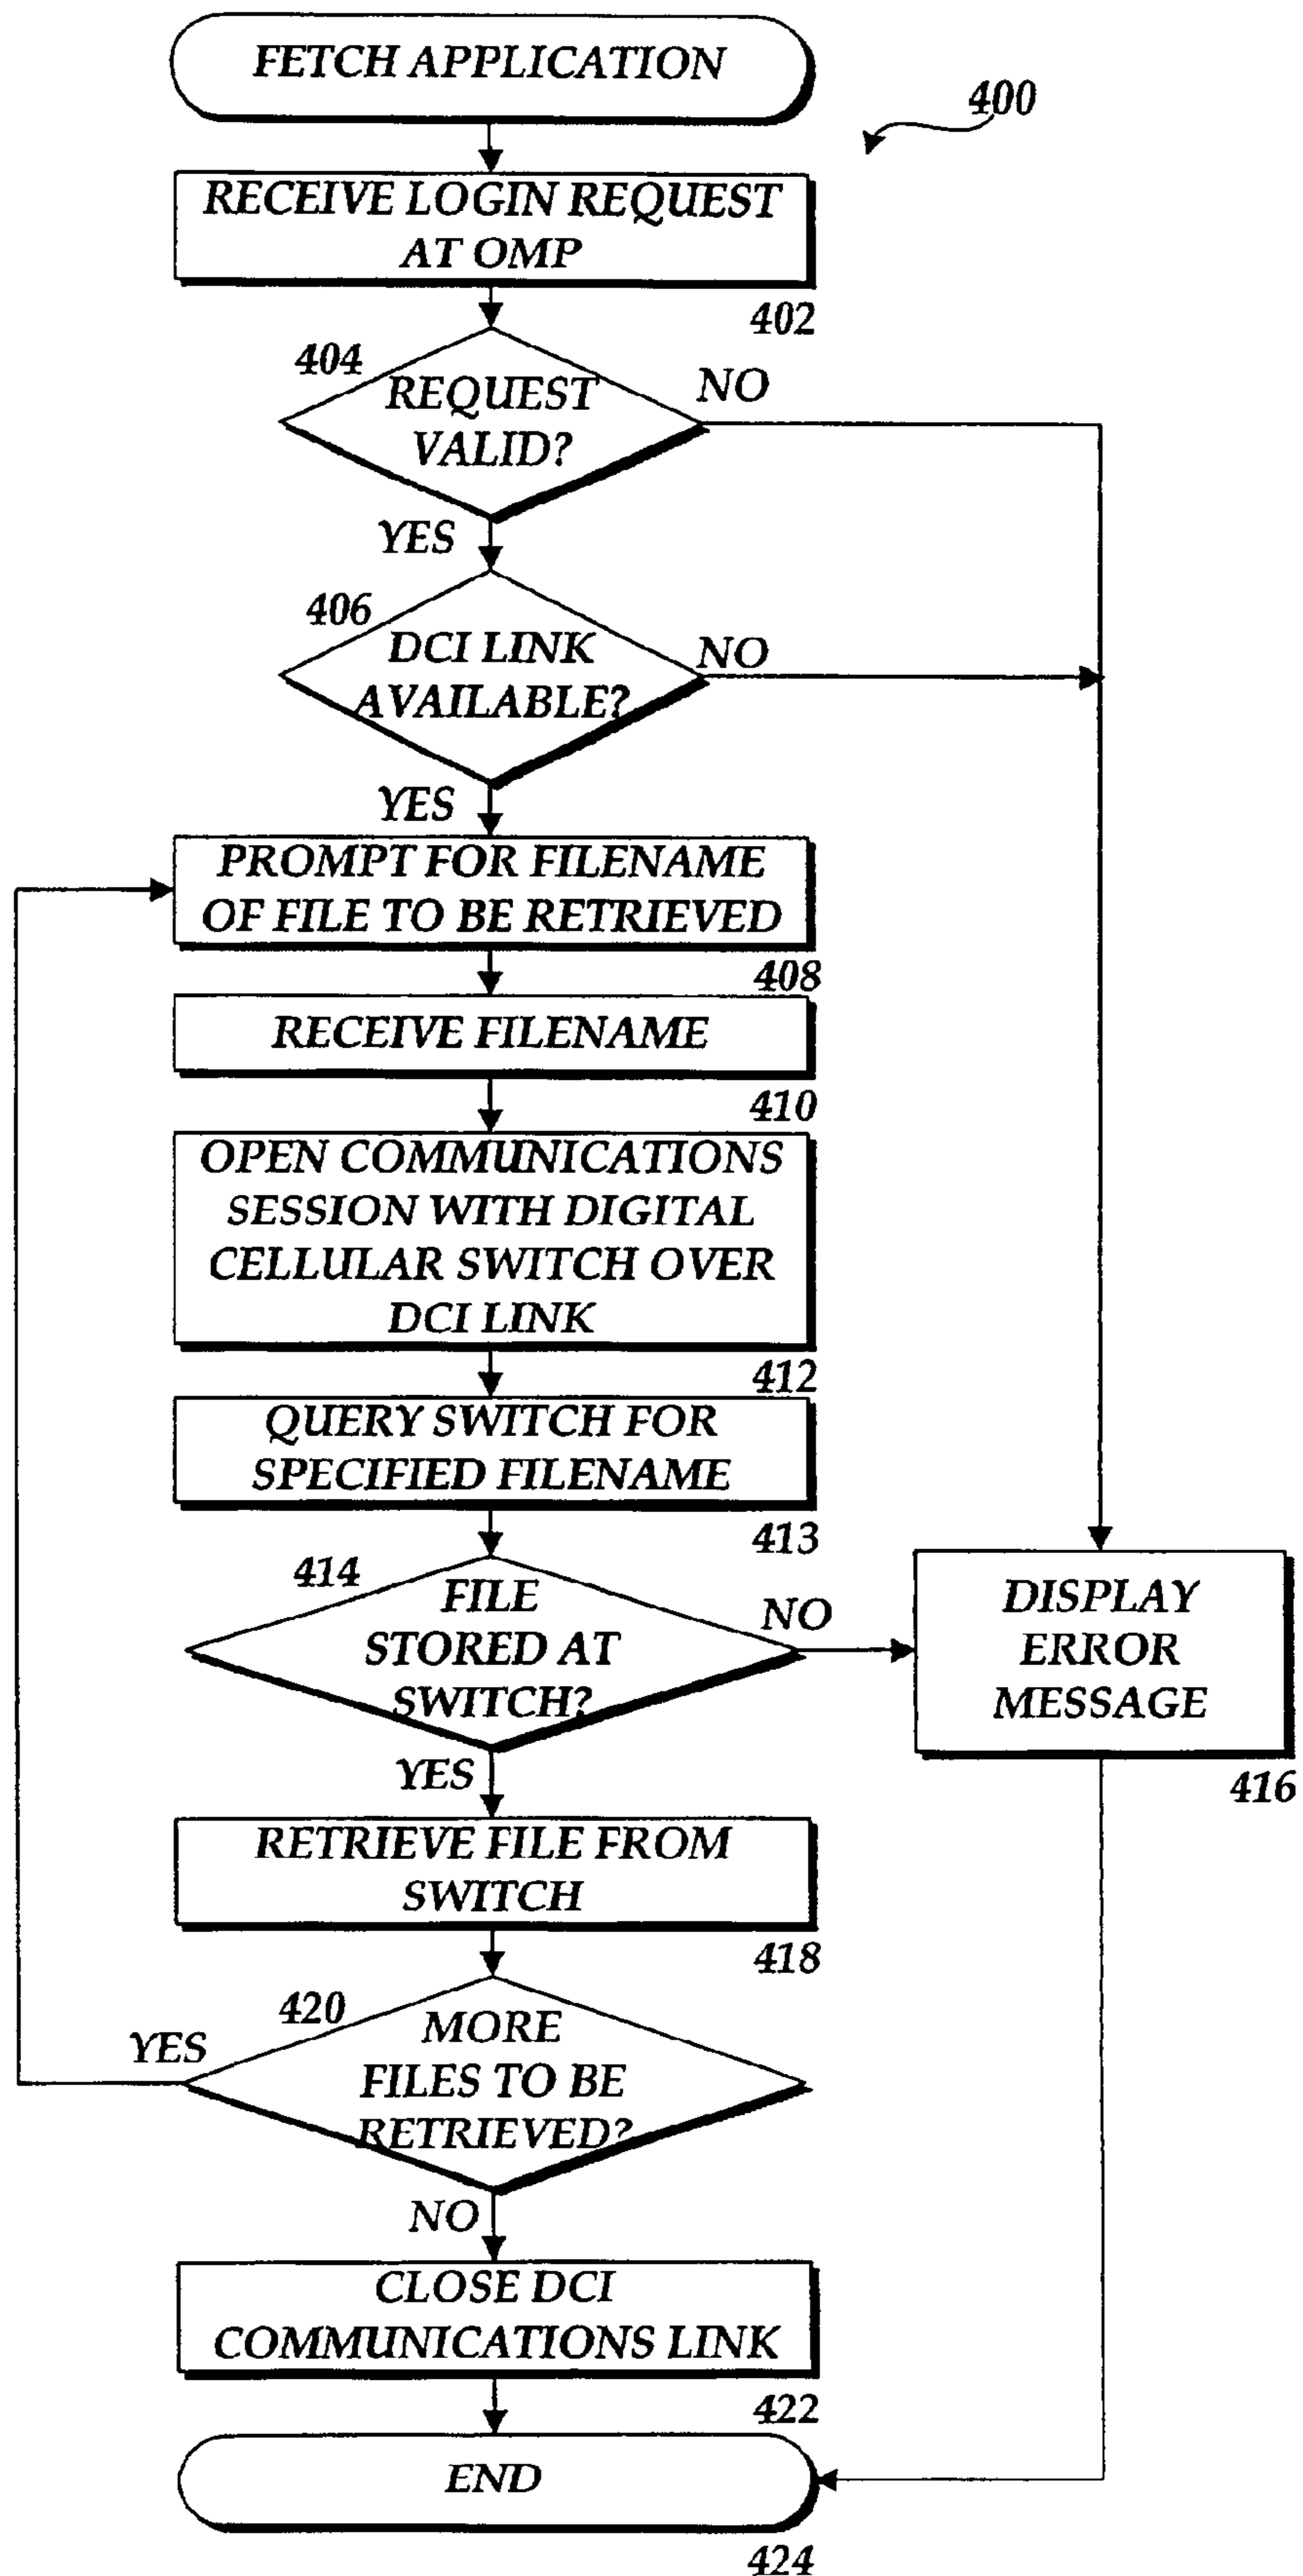 FETCH APPLICATION
400
RECEIVE LOGIN REQUEST
AT OMP
402
404
REQUEST
VALID?
NO
YES
406
DCI LINK
AVAILABLE?
NO
YES
PROMPT FOR FILENAME
OF FILE TO BE RETRIEVED
408
RECEIVE FILENAME
410
OPEN COMMUNICATIONS
SESSION WITH DIGITAL
CELLULAR SWITCH OVER
DCI LINK
412
QUERY SWITCH FOR
SPECIFIED FILENAME
413
414
FILE
STORED AT
SWITCH?
NO
DISPLAY
ERROR
MESSAGE
416
YES
RETRIEVE FILE FROM
SWITCH
418
420
MORE
FILES TO BE
RETRIEVED?
YES
NO
CLOSE DCI
COMMUNICATIONS LINK
422
END
424